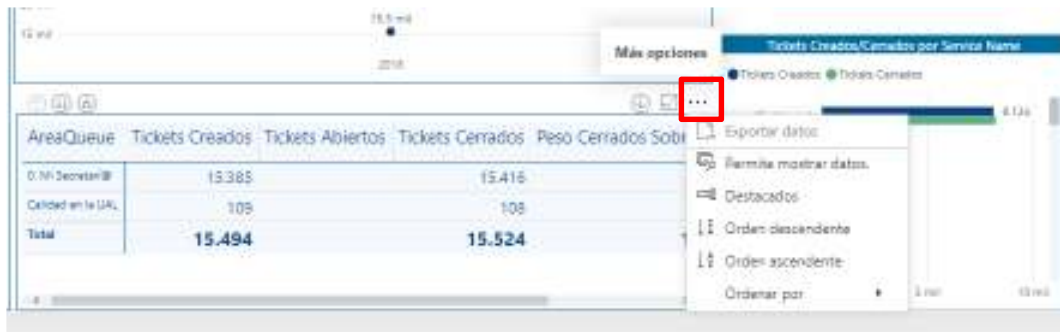 15,5 mil
15 mil
2018
Más opciones
Tickets Creados/Cerrados por Service Name
Tickets Creados Tickets Cerrados
AreaQueue Tickets Creados Tickets Abiertos Tickets Cerrados Peso Cerrados Sobr
15.385 15.416
Calidad en la UAL 109 108
Total 15.494 15.524
Exportar datos
Permite mostrar datos.
Destacados
Orden descendente
Orden ascendente
Ordenar por
5 mil 10 mil